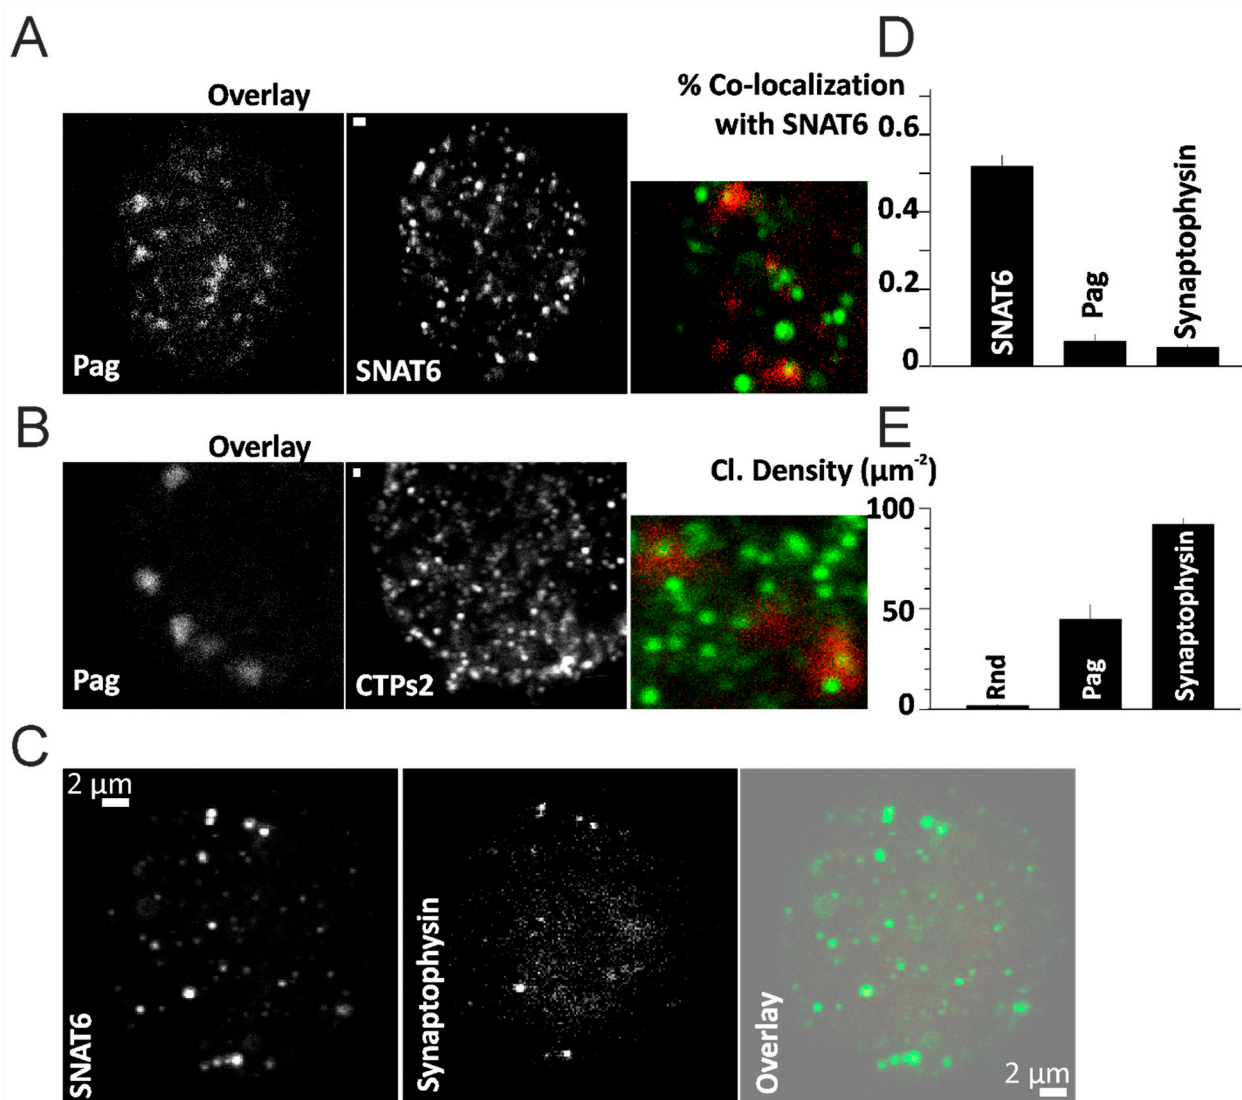 A
Overlay
Pag
SNAT6
D
% Co-localization
with SNAT6
0.6
0.4
0.2
0
SNAT6
Pag
Synaptophysin
B
Overlay
Pag
CTPs2
E
Cl. Density (μm⁻²)
100
50
0
Rnd
Pag
Synaptophysin
C
2 μm
SNAT6
Synaptophysin
Overlay
2 μm